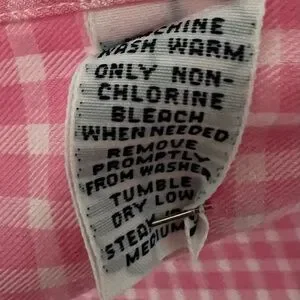 MACHINE
WASH WARM
ONLY NON-
CHLORINE
BLEACH
WHEN NEEDED
REMOVE
PROMPTLY
FROM WASHER
TUMBLE
DRY LOW
STEAM
MEDIUM